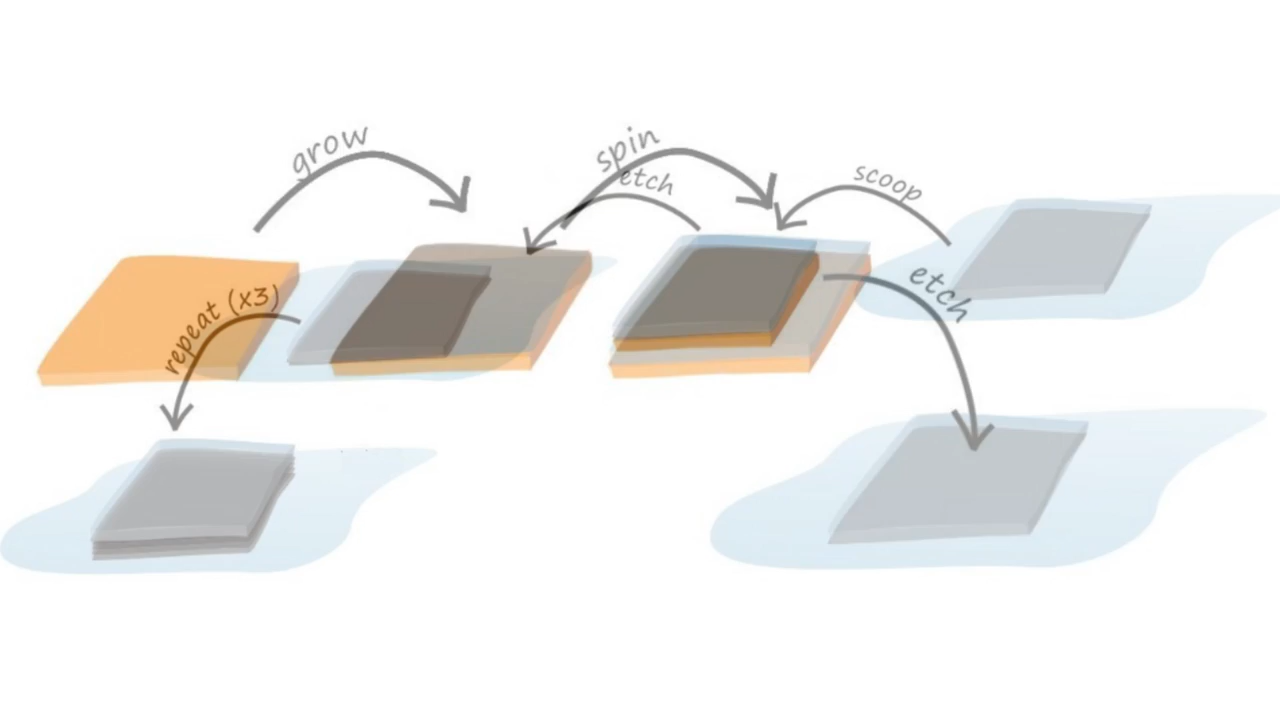 grow
spin
etch
scoop
etch
repeat (x3)